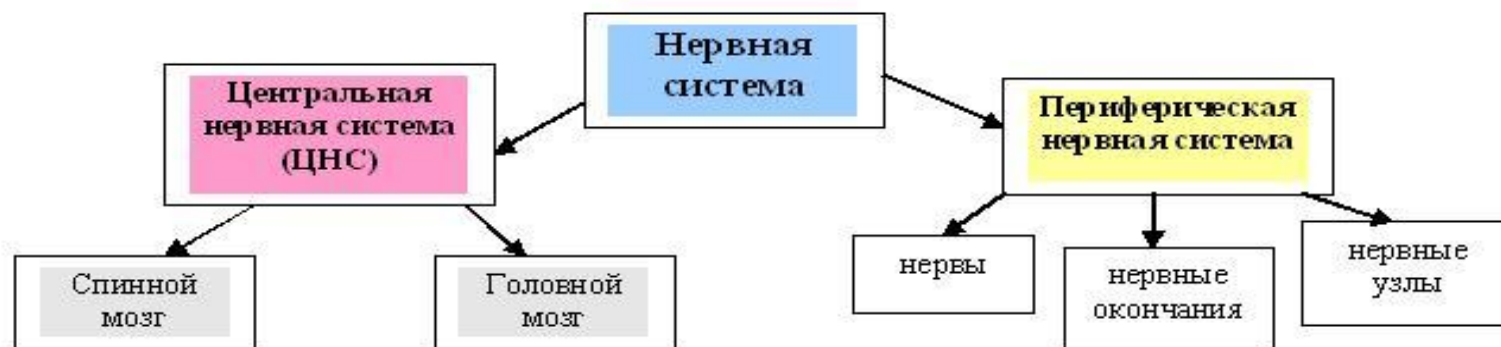 Нервная
система
Центральная
нервная система
(ЦНС)
Периферическая
нервная система
Спинной
мозг
Головной
мозг
нервы
нервные
окончания
нервные
узлы